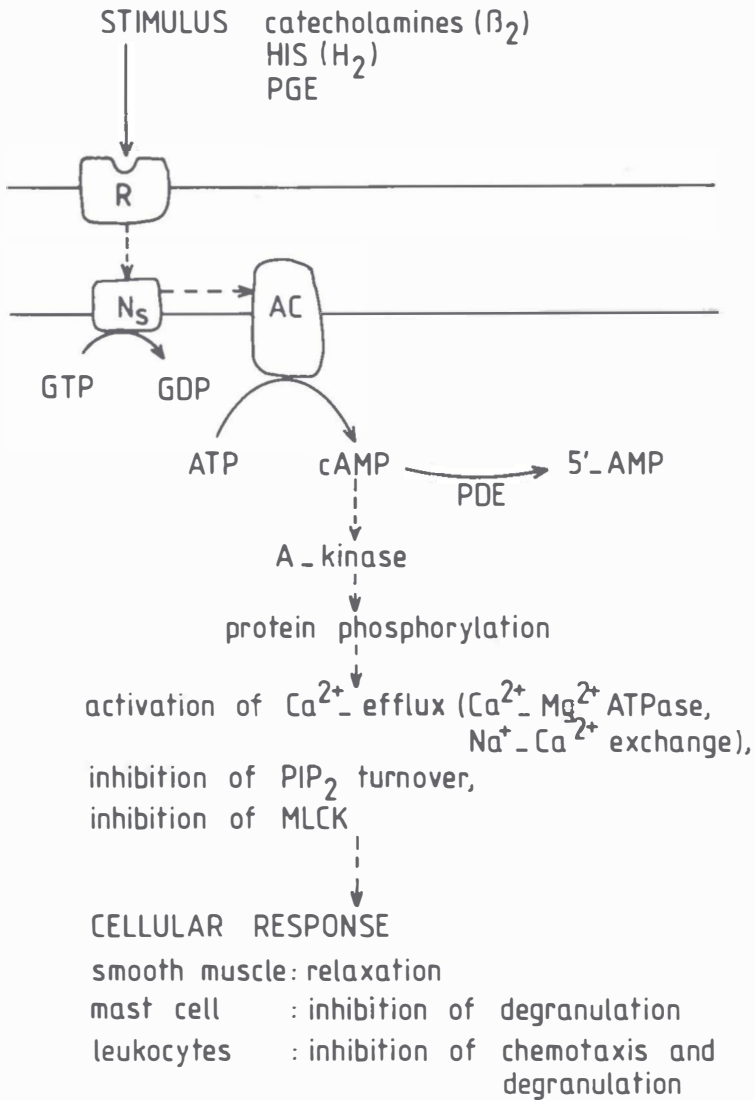 STIMULUS catecholamines (β₂)
HIS (H₂)
PGE
R
Nₛ
AC
GTP
GDP
ATP
cAMP
5'-AMP
PDE
A-kinase
protein phosphorylation
activation of Ca²⁺- efflux (Ca²⁺- Mg²⁺ ATPase,
Na⁺-Ca²⁺ exchange),
inhibition of PIP₂ turnover,
inhibition of MLCK
CELLULAR RESPONSE
smooth muscle: relaxation
mast cell : inhibition of degranulation
leukocytes : inhibition of chemotaxis and
degranulation